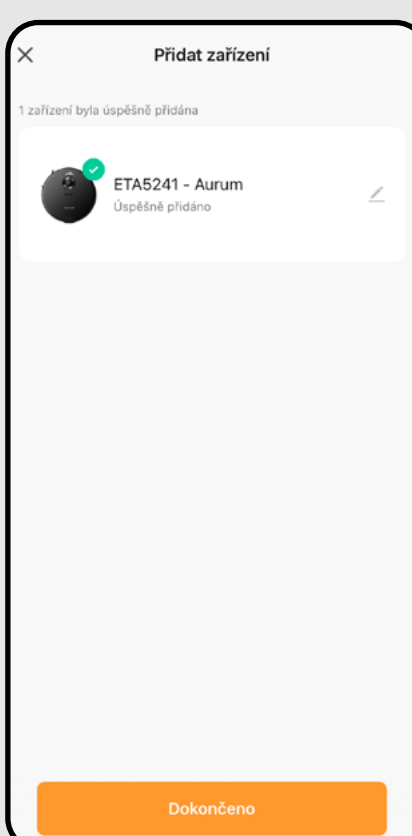 Přidat zařízení
1 zařízení byla úspěšně přidána
ETA5241 - Aurum
Úspěšně přidáno
Dokončeno